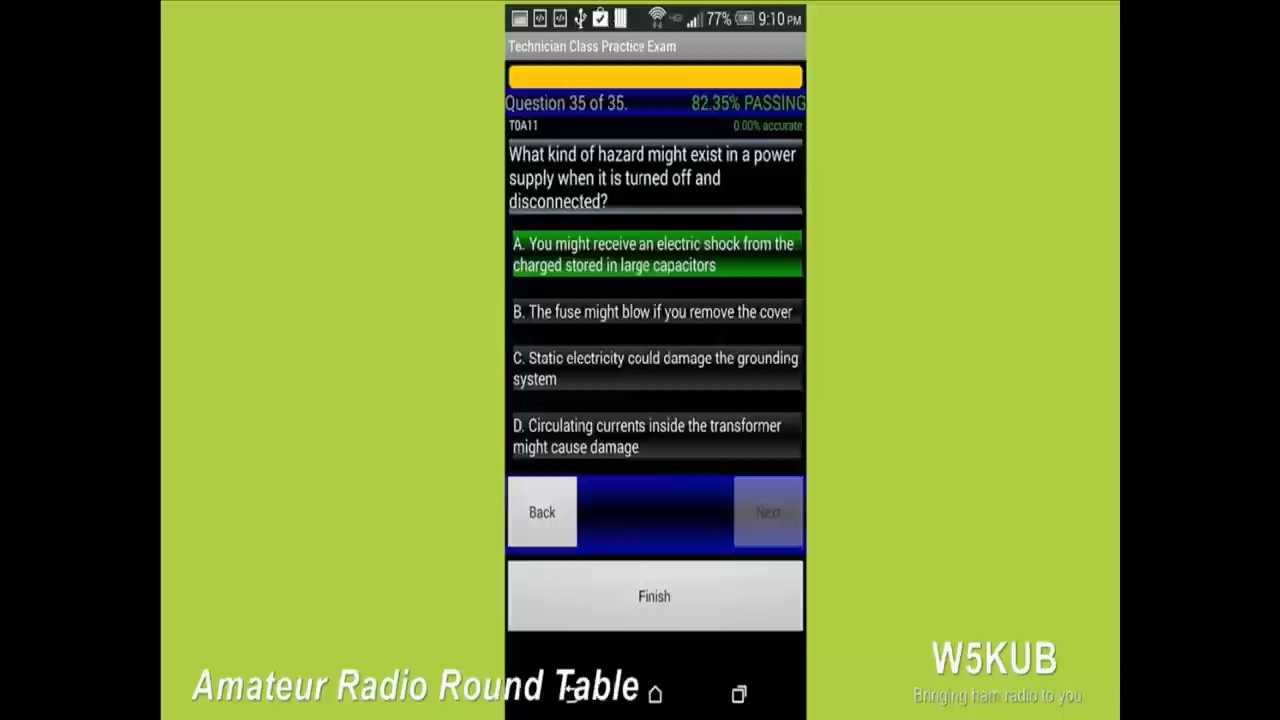 77% 9:10 PM
Technician Class Practice Exam
Question 35 of 35. 82.35% PASSING
T0A11 0.00% accurate
What kind of hazard might exist in a power
supply when it is turned off and
disconnected?
A. You might receive an electric shock from the
charged stored in large capacitors
B. The fuse might blow if you remove the cover
C. Static electricity could damage the grounding
system
D. Circulating currents inside the transformer
might cause damage
Back Next
Finish
W5KUB
Amateur Radio Round Table
Bringing ham radio to you